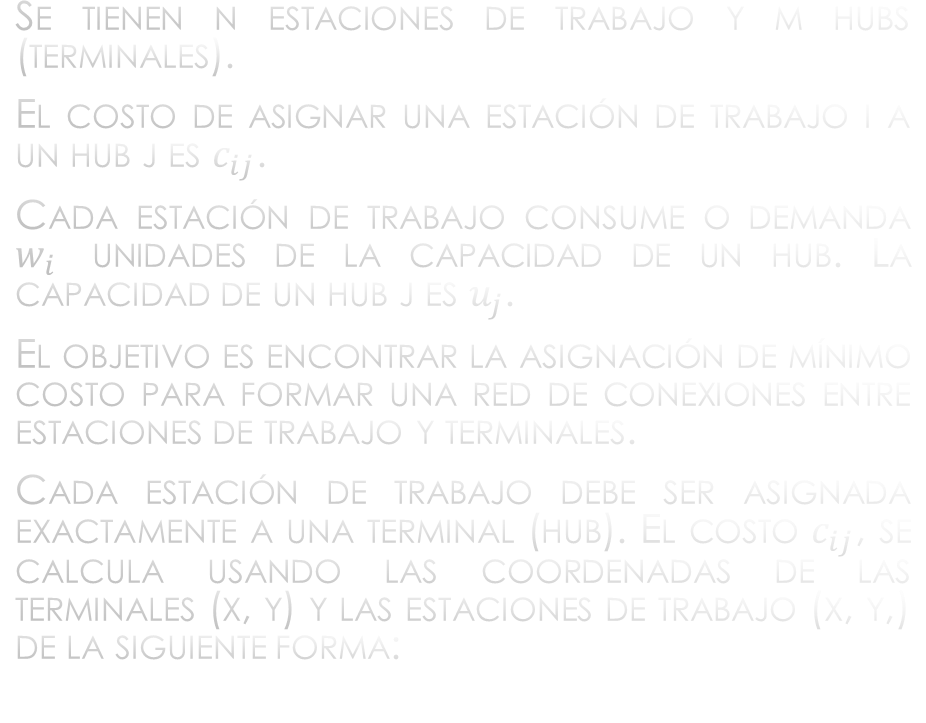 SE TIENEN N ESTACIONES DE TRABAJO Y M HUBS
(TERMINALES).
EL COSTO DE ASIGNAR UNA ESTACIÓN DE TRABAJO I A
UN HUB J ES c_{ij}.
CADA ESTACIÓN DE TRABAJO CONSUME O DEMANDA
w_i UNIDADES DE LA CAPACIDAD DE UN HUB. LA
CAPACIDAD DE UN HUB J ES u_j.
EL OBJETIVO ES ENCONTRAR LA ASIGNACIÓN DE MÍNIMO
COSTO PARA FORMAR UNA RED DE CONEXIONES ENTRE
ESTACIONES DE TRABAJO Y TERMINALES.
CADA ESTACIÓN DE TRABAJO DEBE SER ASIGNADA
EXACTAMENTE A UNA TERMINAL (HUB). EL COSTO c_{ij}, SE
CALCULA USANDO LAS COORDENADAS DE LAS
TERMINALES (X, Y) Y LAS ESTACIONES DE TRABAJO (X, Y,)
DE LA SIGUIENTE FORMA: